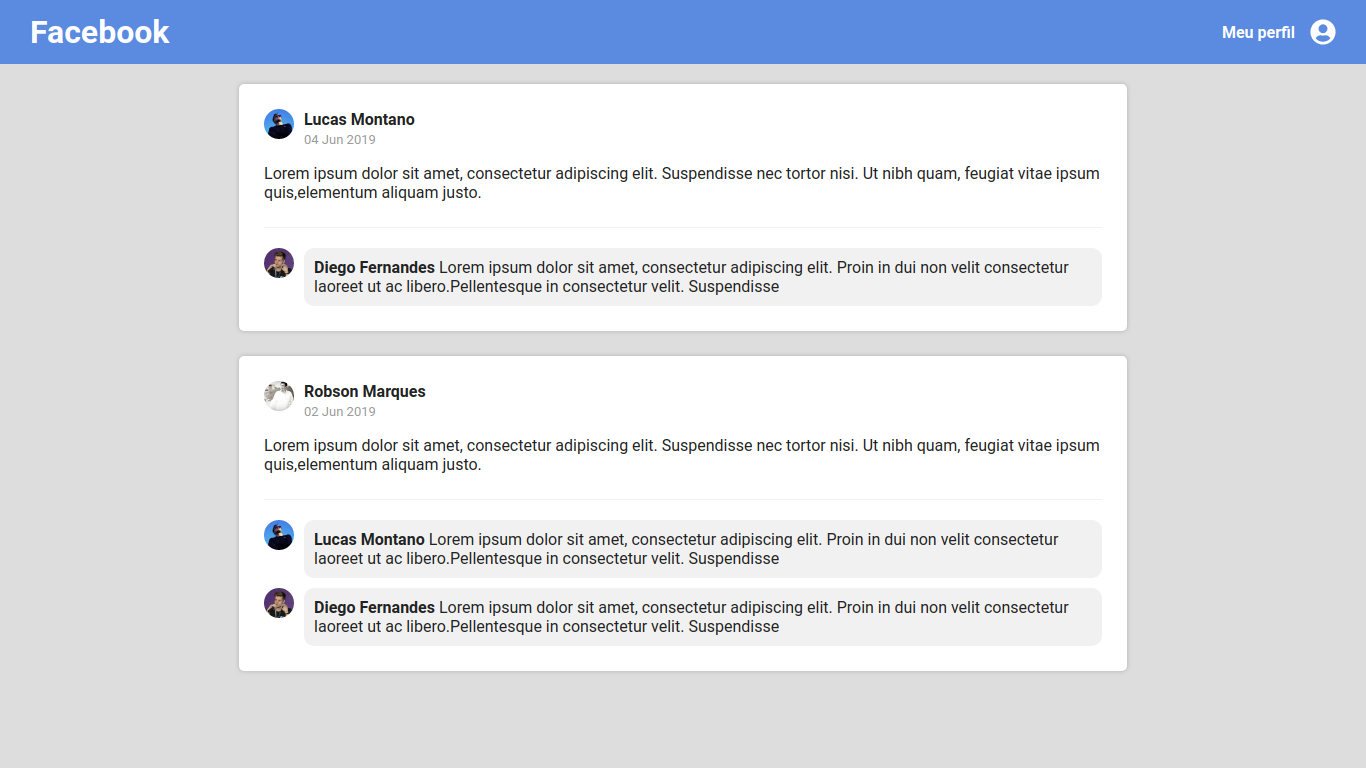 Facebook
Meu perfil
Lucas Montano
04 Jun 2019
Lorem ipsum dolor sit amet, consectetur adipiscing elit. Suspendisse nec tortor nisi. Ut nibh quam, feugiat vitae ipsum
quis,elementum aliquam justo.
Diego Fernandes Lorem ipsum dolor sit amet, consectetur adipiscing elit. Proin in dui non velit consectetur
laoreet ut ac libero.Pellentesque in consectetur velit. Suspendisse
Robson Marques
02 Jun 2019
Lorem ipsum dolor sit amet, consectetur adipiscing elit. Suspendisse nec tortor nisi. Ut nibh quam, feugiat vitae ipsum
quis,elementum aliquam justo.
Lucas Montano Lorem ipsum dolor sit amet, consectetur adipiscing elit. Proin in dui non velit consectetur
laoreet ut ac libero.Pellentesque in consectetur velit. Suspendisse
Diego Fernandes Lorem ipsum dolor sit amet, consectetur adipiscing elit. Proin in dui non velit consectetur
laoreet ut ac libero.Pellentesque in consectetur velit. Suspendisse